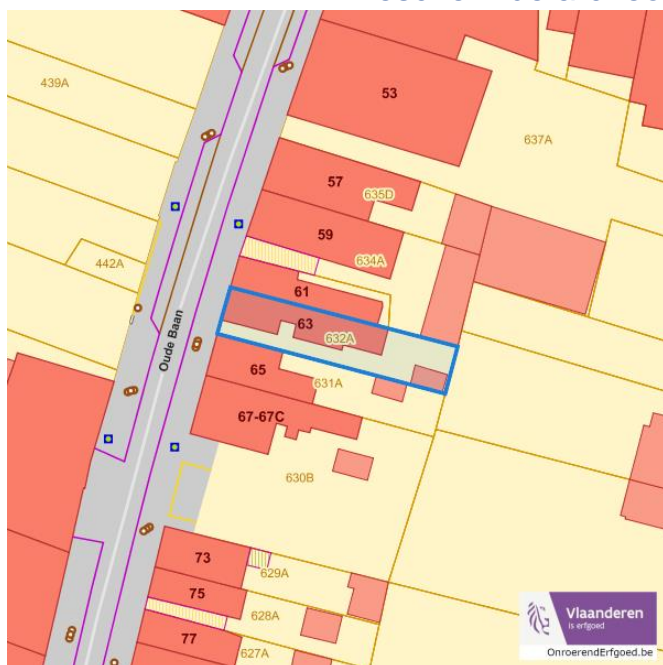 439A
53
637A
57
635D
59
634A
442A
61
63
632A
Oude Baan
65
631A
67-67C
630B
73
629A
75
628A
77
627A
Vlaanderen
is erfgoed
OnroerendErfgoed.be